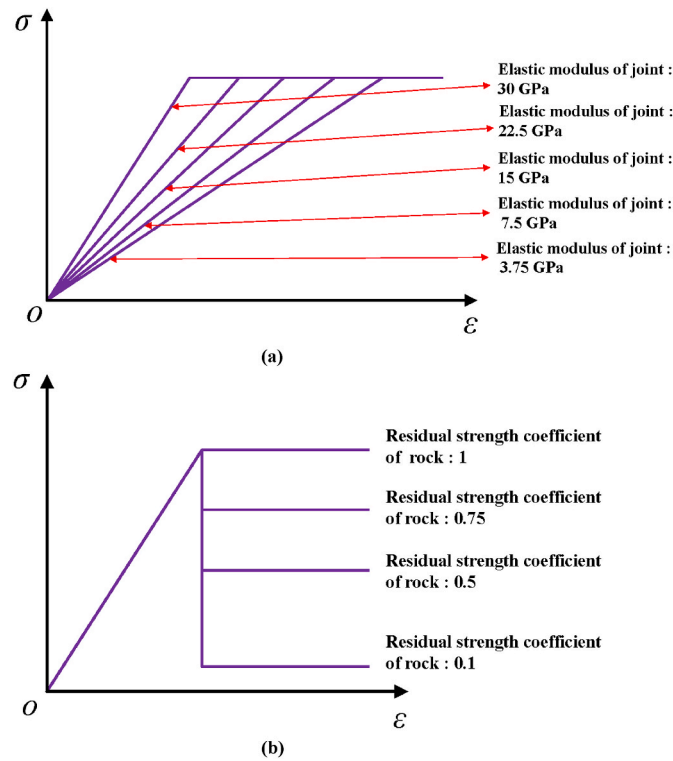 σ
Elastic modulus of joint :
30 GPa
Elastic modulus of joint :
22.5 GPa
Elastic modulus of joint :
15 GPa
Elastic modulus of joint :
7.5 GPa
Elastic modulus of joint :
3.75 GPa
O
ε
(a)
σ
Residual strength coefficient
of rock : 1
Residual strength coefficient
of rock : 0.75
Residual strength coefficient
of rock : 0.5
Residual strength coefficient
of rock : 0.1
O
ε
(b)